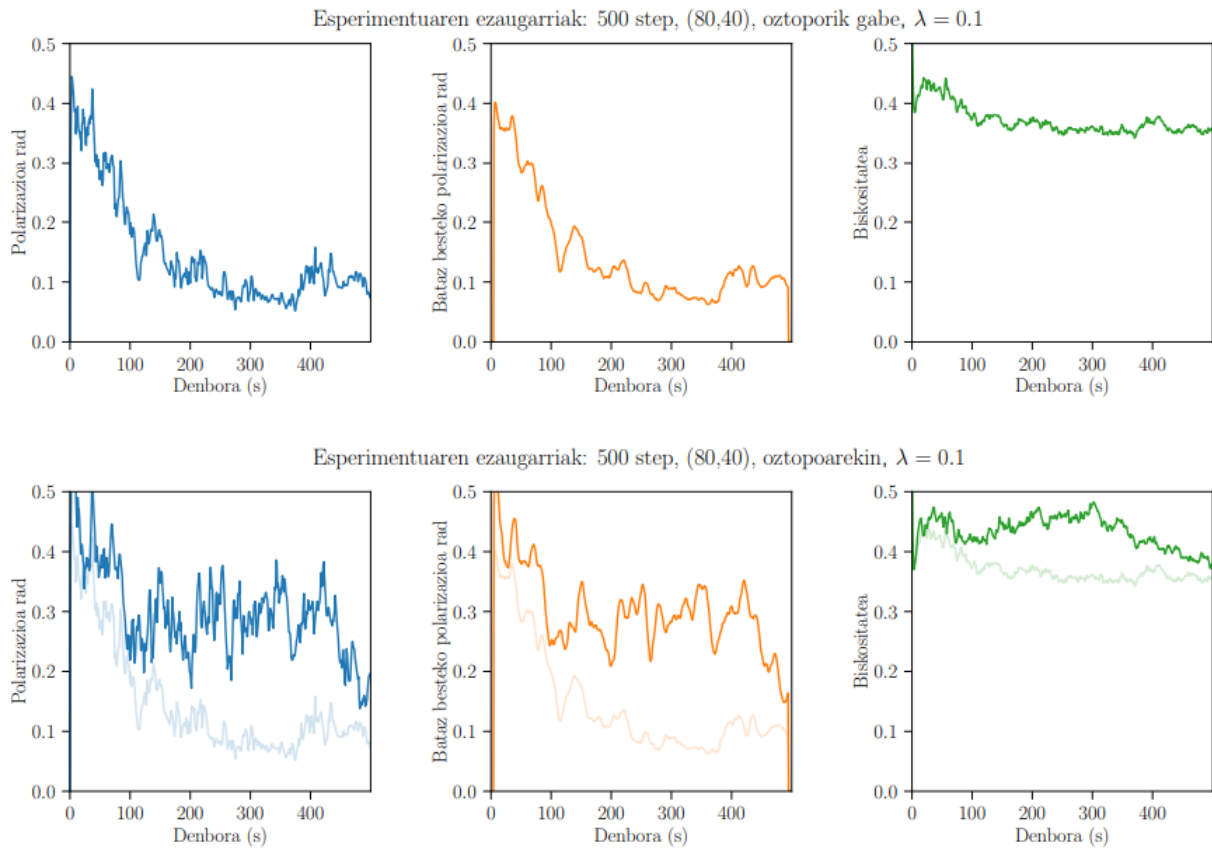 Esperimentuaren ezaugarriak: 500 step, (80,40), oztoporik gabe, λ = 0.1
Polarizazioa rad
0.5
0.4
0.3
0.2
0.1
0.0
0 100 200 300 400
Denbora (s)
Bataz besteko polarizazioa rad
0.5
0.4
0.3
0.2
0.1
0.0
0 100 200 300 400
Denbora (s)
Biskositatea
0.5
0.4
0.3
0.2
0.1
0.0
0 100 200 300 400
Denbora (s)
Esperimentuaren ezaugarriak: 500 step, (80,40), oztopoarekin, λ = 0.1
Polarizazioa rad
0.5
0.4
0.3
0.2
0.1
0.0
0 100 200 300 400
Denbora (s)
Bataz besteko polarizazioa rad
0.5
0.4
0.3
0.2
0.1
0.0
0 100 200 300 400
Denbora (s)
Biskositatea
0.5
0.4
0.3
0.2
0.1
0.0
0 100 200 300 400
Denbora (s)